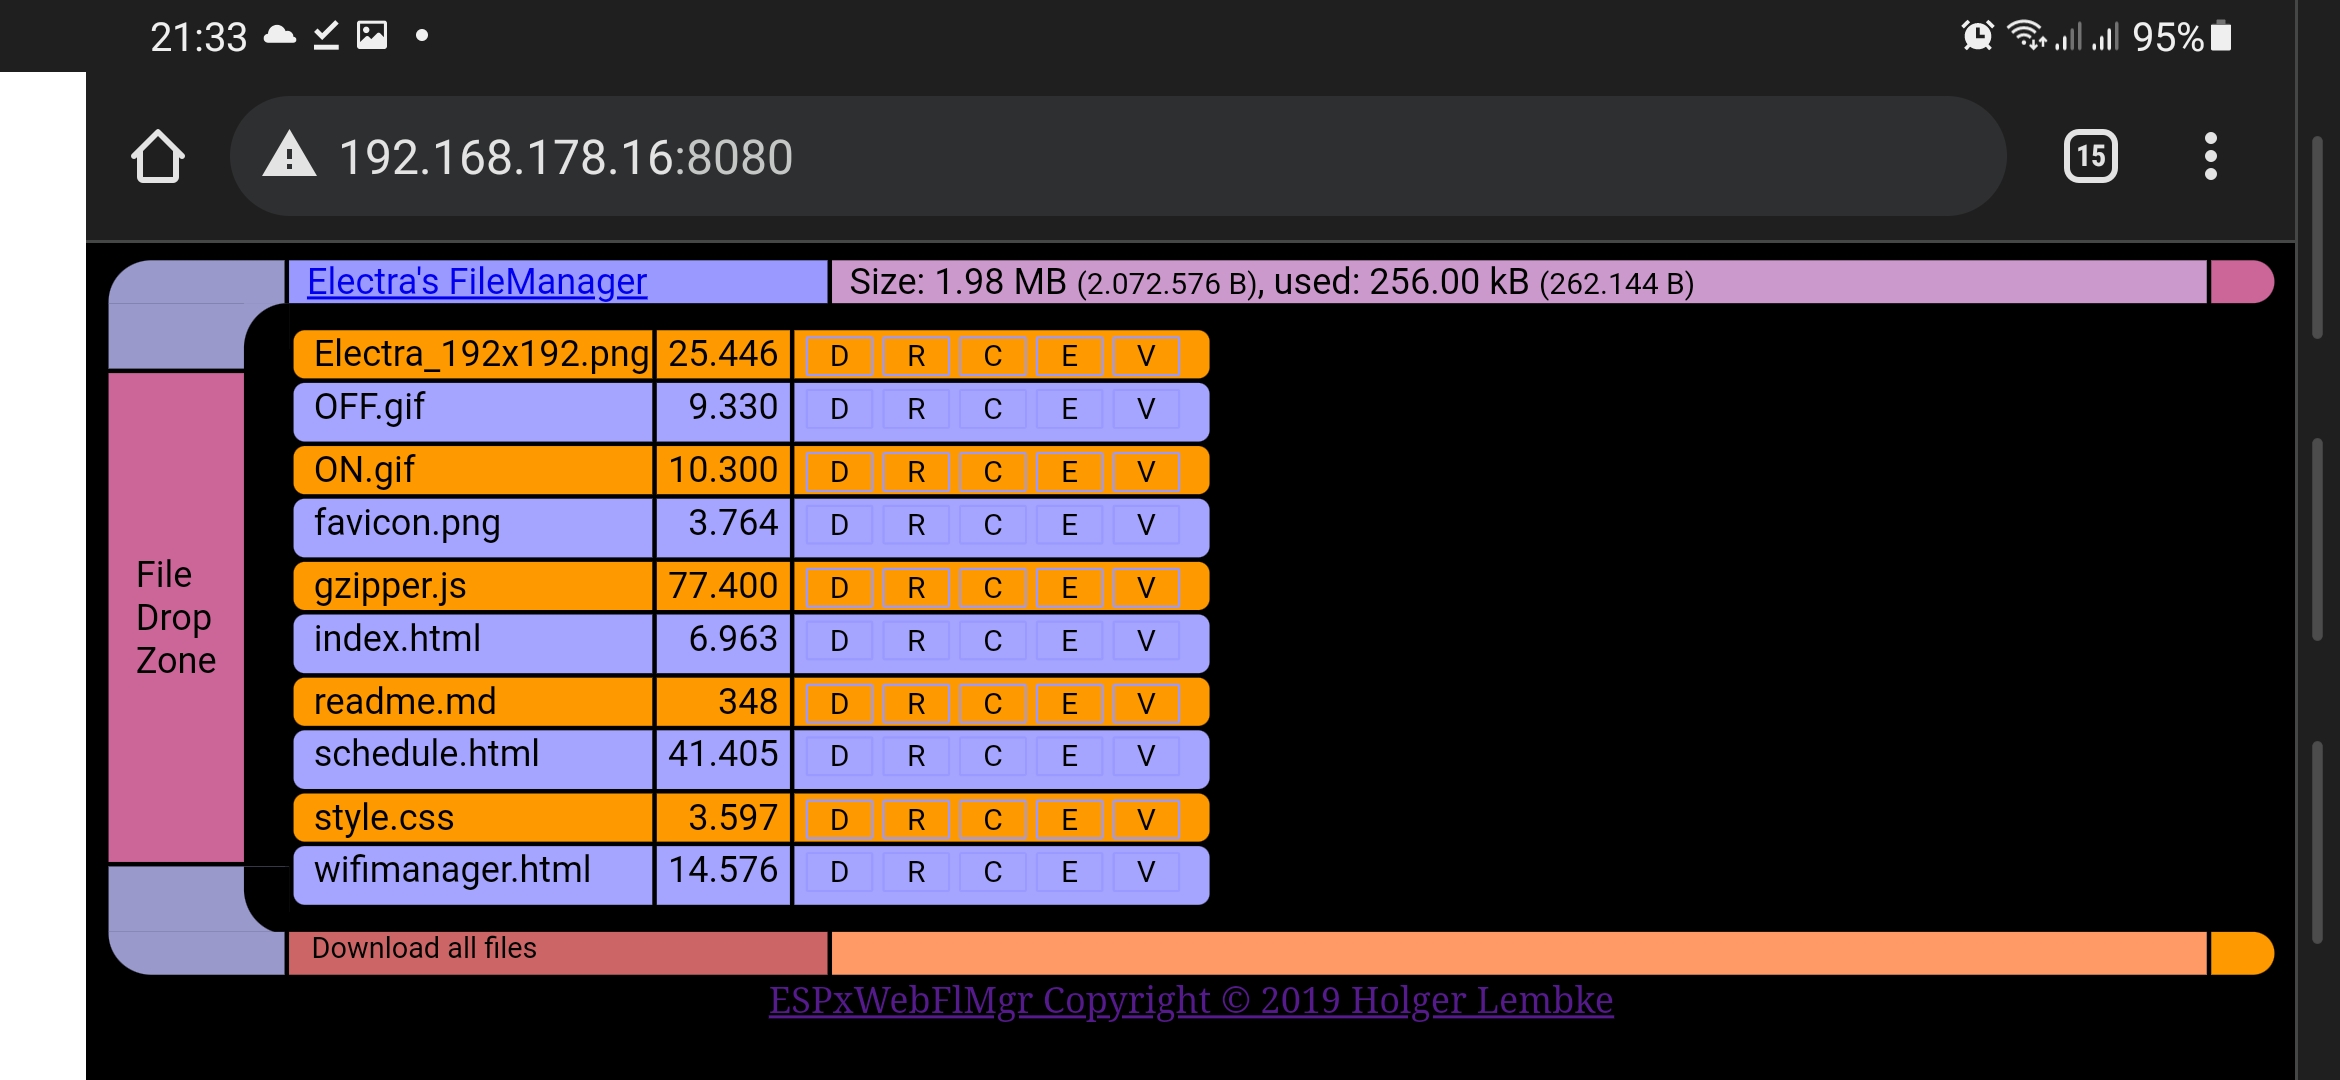 21:33 95%
192.168.178.16:8080 15
Electra's FileManager Size: 1.98 MB (2.072.576 B), used: 256.00 kB (262.144 B)
Electra_192x192.png 25.446 D R C E V
OFF.gif 9.330 D R C E V
ON.gif 10.300 D R C E V
favicon.png 3.764 D R C E V
gzipper.js 77.400 D R C E V
index.html 6.963 D R C E V
readme.md 348 D R C E V
schedule.html 41.405 D R C E V
style.css 3.597 D R C E V
wifimanager.html 14.576 D R C E V
File
Drop
Zone
Download all files
ESPxWebFlMgr Copyright © 2019 Holger Lembke